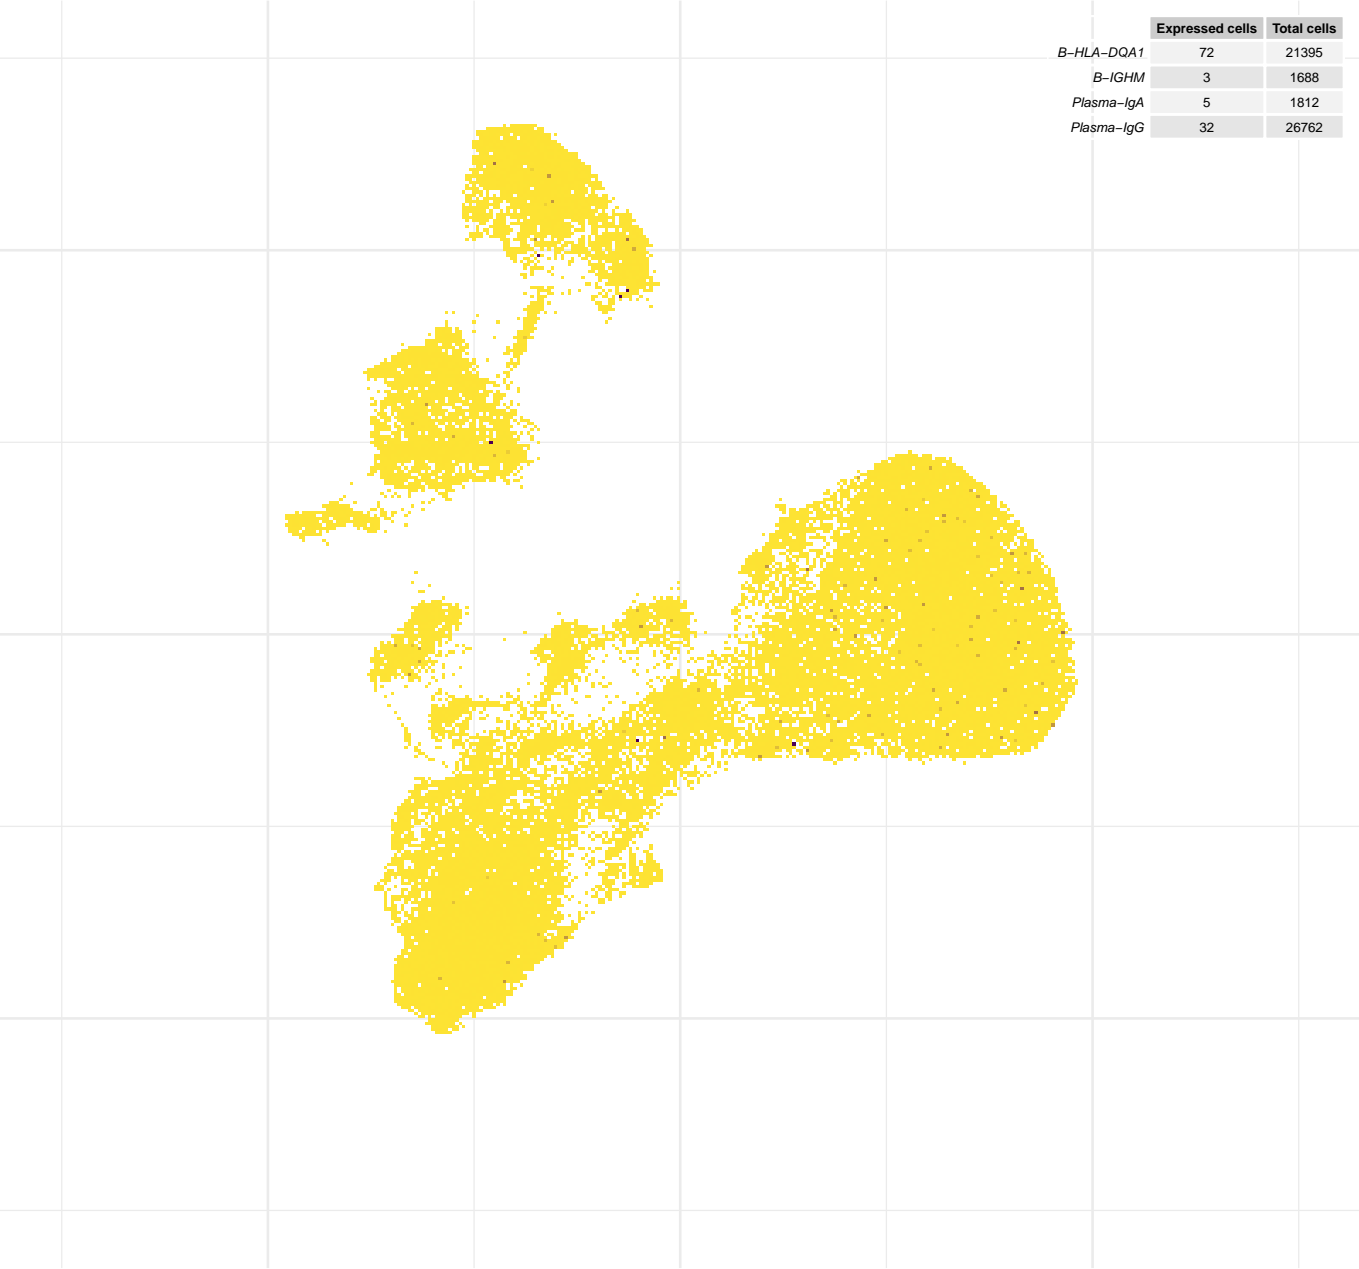 Expressed cells Total cells
B−HLA−DQA1 72 21395
B−IGHM 3 1688
Plasma−IgA 5 1812
Plasma−IgG 32 26762